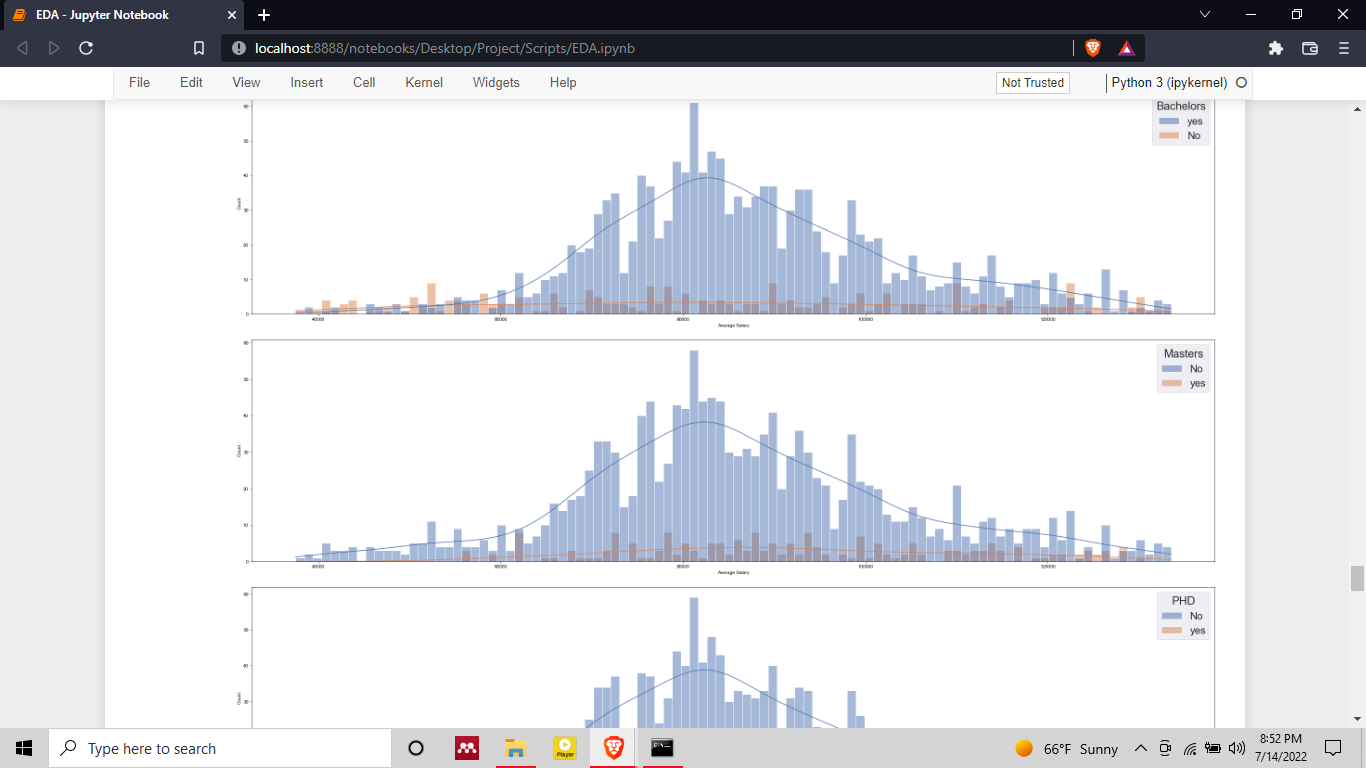 EDA - Jupyter Notebook
localhost:8888/notebooks/Desktop/Project/Scripts/EDA.ipynb
File Edit View Insert Cell Kernel Widgets Help Not Trusted Python 3 (ipykernel)
Bachelors
yes
No
60
50
40
30
20
10
0
Count
40000 60000 80000 100000 120000
Average Salary
Masters
No
yes
60
50
40
30
20
10
0
Count
40000 60000 80000 100000 120000
Average Salary
PHD
No
yes
60
50
40
30
Count
Type here to search
Player
66°F Sunny
8:52 PM
7/14/2022